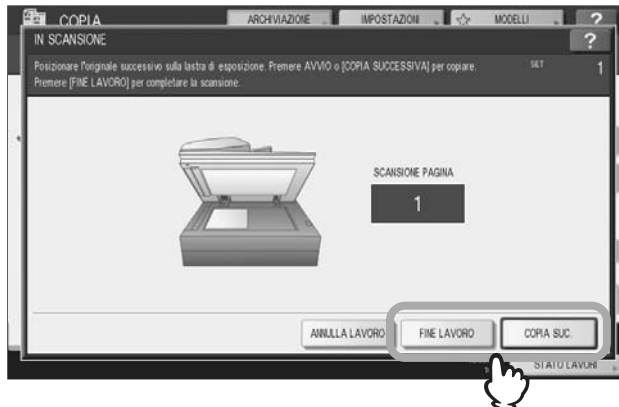 COPIA
ARCHIVIAZIONE
IMPOSTAZIONI
MODELLI
?
IN SCANSIONE
?
Posizionare l'originale successivo sulla lastra di esposizione. Premere AVVIO o [COPIA SUCCESSIVA] per copiare.
Premere [FINE LAVORO] per completare la scansione.
SET
1
SCANSIONE PAGINA
1
ANNULLA LAVORO
FINE LAVORO
COPIA SUC.
STATO LAVORI